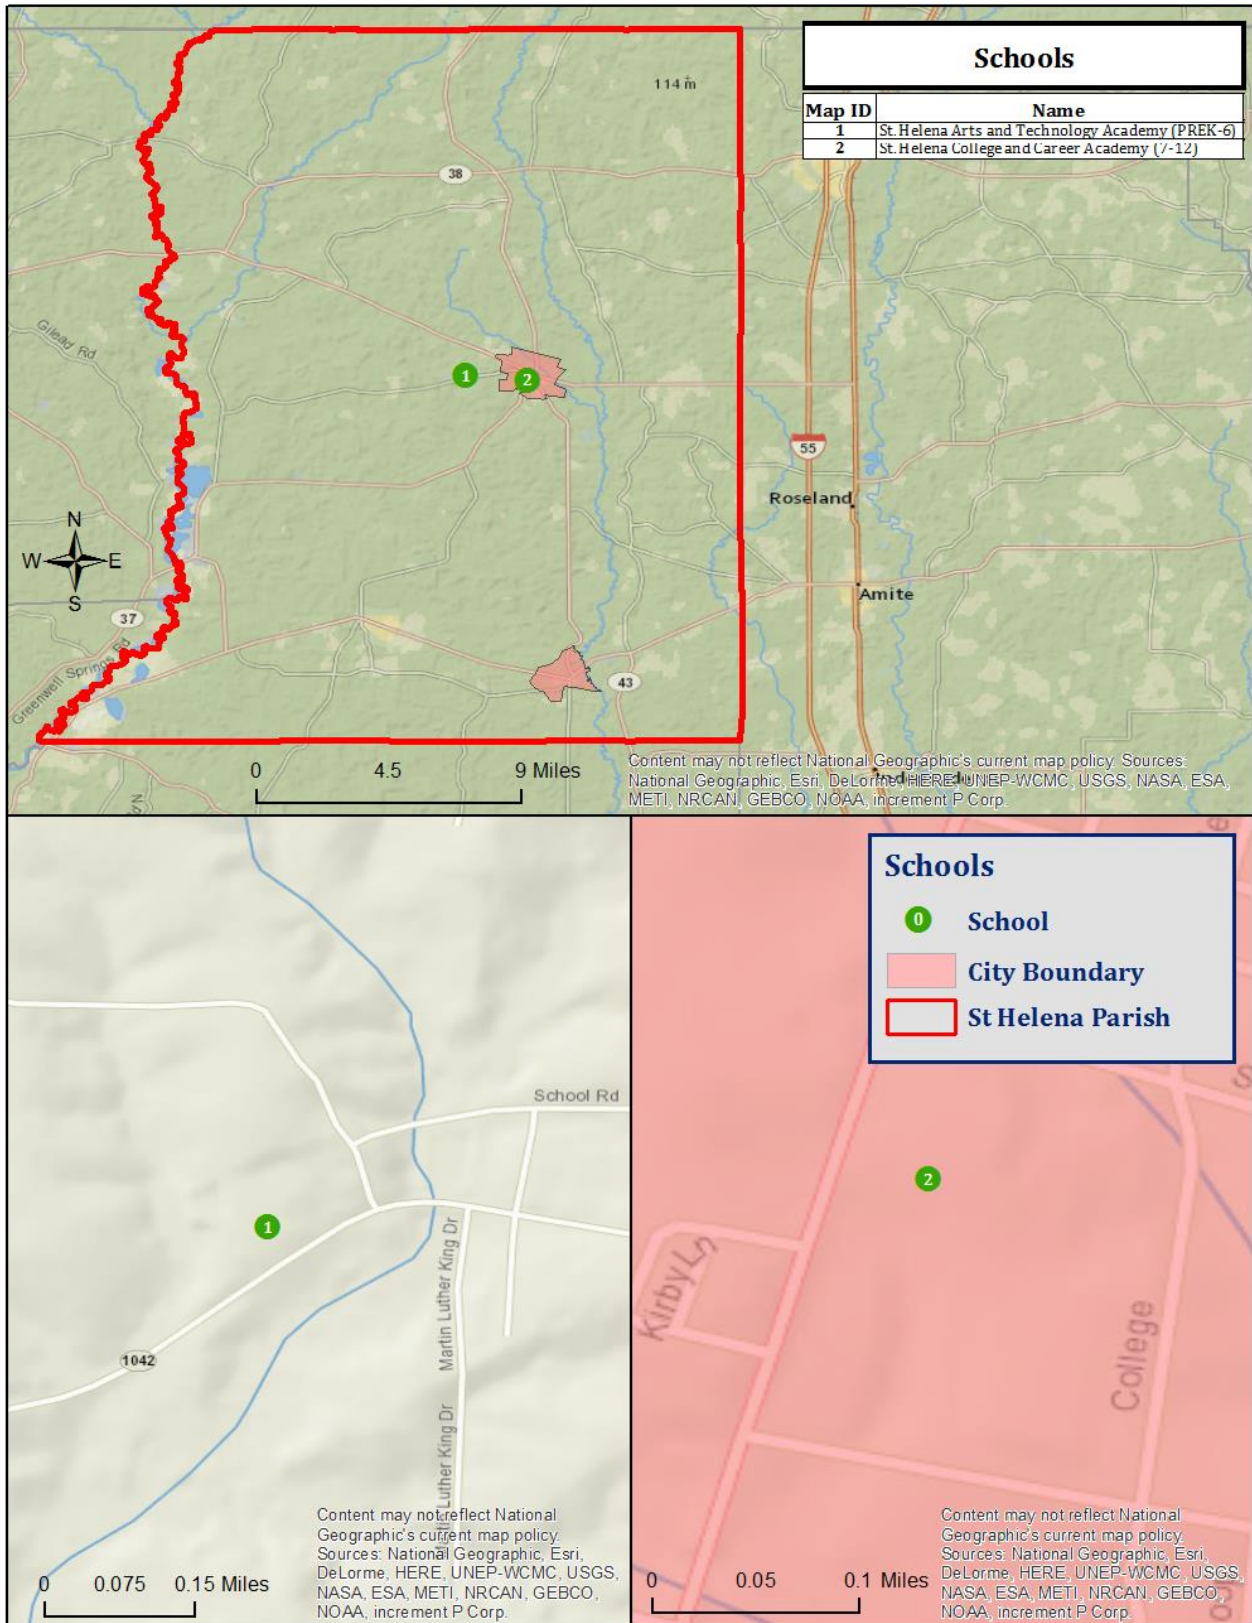 Schools
Map ID Name
1 St. Helena Arts and Technology Academy (PREK-6)
2 St. Helena College and Career Academy (7-12)
114 m
38
Gilead Rd
1
2
55
Roseland
N
W E
S
Amite
37
Greenwell Springs Rd
43
0 4.5 9 Miles
Content may not reflect National Geographic's current map policy. Sources:
National Geographic, Esri, DeLorme, HERE, UNEP-WCMC, USGS, NASA, ESA,
METI, NRCAN, GEBCO, NOAA, increment P Corp.
School Rd
1
Martin Luther King Dr
1042
Martin Luther King Dr
Content may not reflect National
Geographic's current map policy.
Sources: National Geographic, Esri,
DeLorme, HERE, UNEP-WCMC, USGS,
NASA, ESA, METI, NRCAN, GEBCO,
NOAA, increment P Corp.
0 0.075 0.15 Miles
Schools
0 School
City Boundary
St Helena Parish
2
Kirby Ln
College
Content may not reflect National
Geographic's current map policy.
Sources: National Geographic, Esri,
DeLorme, HERE, UNEP-WCMC, USGS,
NASA, ESA, METI, NRCAN, GEBCO,
NOAA, increment P Corp.
0 0.05 0.1 Miles